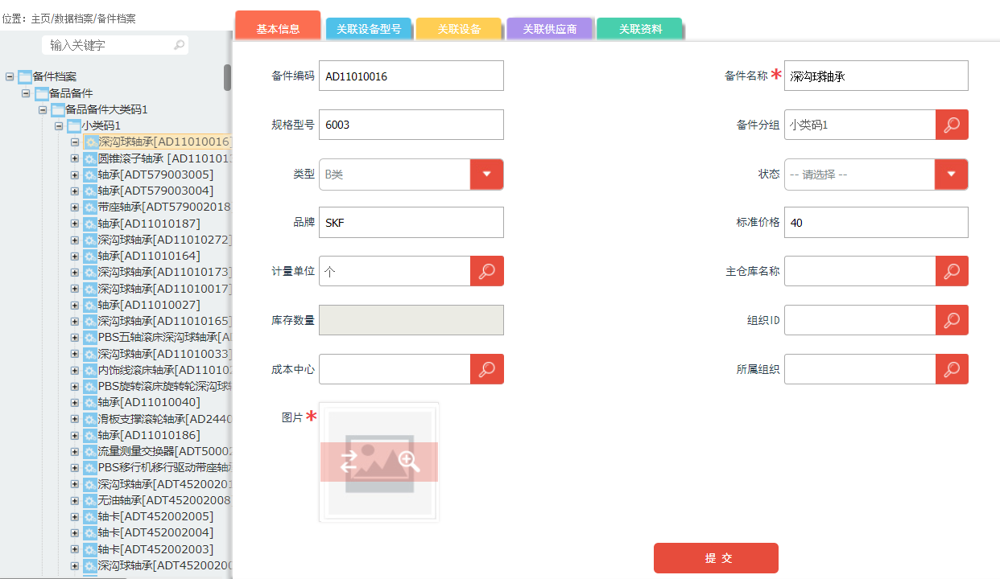 位置：主页/数据档案/备件档案
输入关键字
备件档案
备品备件
备品备件大类码1
小类码1
深沟球轴承[AD11010016]
圆锥滚子轴承 [AD1101013
轴承[ADT579003005]
轴承[ADT579003004]
带座轴承[ADT579002018
轴承[AD11010187]
深沟球轴承[AD11010272]
轴承[AD11010164]
深沟球轴承[AD11010173]
深沟球轴承[AD11010017]
轴承[AD11010027]
深沟球轴承[AD11010165]
PBS五轴滚床深沟球轴承[AD
深沟球轴承[AD11010033]
内饰线滚床轴承[AD110102
PBS旋转滚床旋转轮深沟球轴
轴承[AD11010040]
滑板支撑滚轮轴承[AD2440
轴承[AD11010186]
流量测量交换器[ADT50002
PBS移行机移行驱动带座轴承
深沟球轴承[ADT45200201
无油轴承[ADT452002008
轴卡[ADT452002005]
轴卡[ADT452002004]
轴卡[ADT452002003]
深沟球轴承[ADT45200200
基本信息 关联设备型号 关联设备 关联供应商 关联资料
备件编码 AD11010016 备件名称* 深沟球轴承
规格型号 6003 备件分组 小类码1
类型 B类 状态 -- 请选择 --
品牌 SKF 标准价格 40
计量单位 个 主仓库名称
库存数量 组织ID
成本中心 所属组织
图片*
提 交